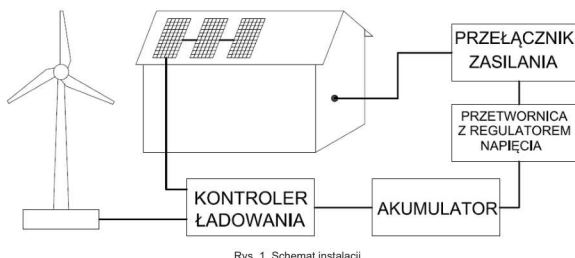 PRZEŁĄCZNIK
ZASILANIA
PRZETWORNICA
Z REGULATOREM
NAPIĘCIA
KONTROLER
ŁADOWANIA
AKUMULATOR
Rys. 1. Schemat instalacji